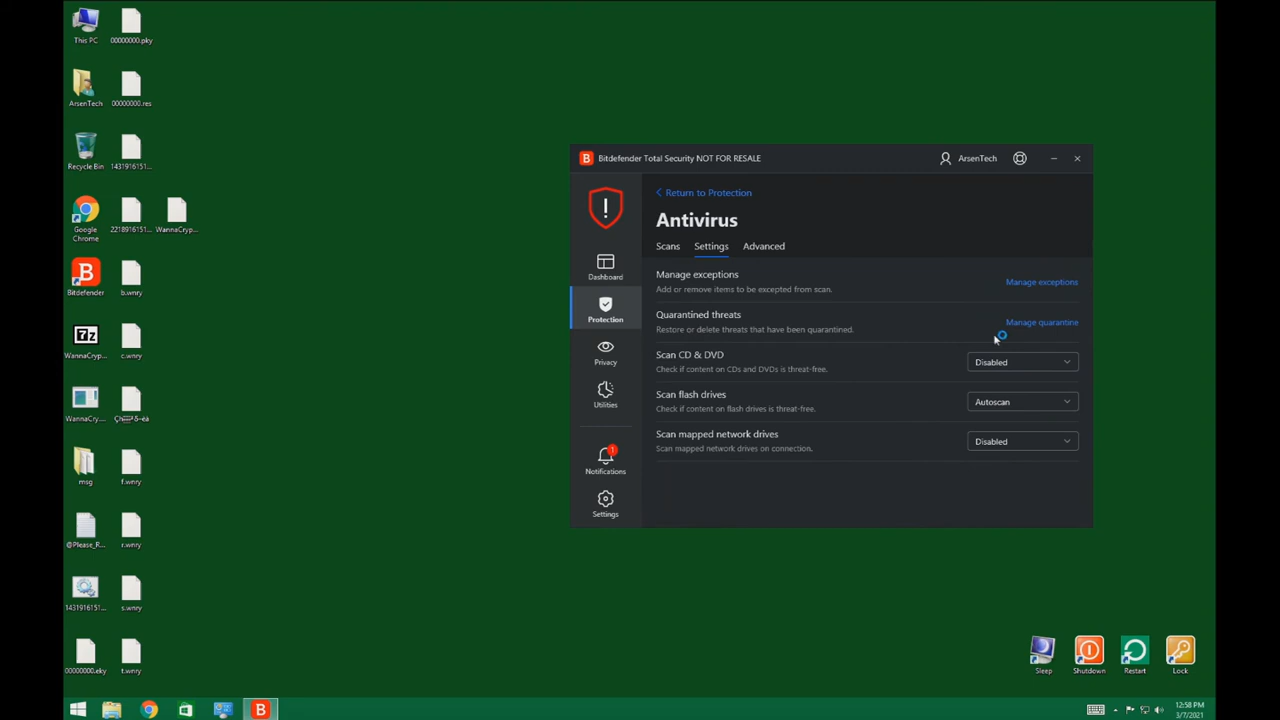 This PC
00000000.pky
ArsenTech
00000000.res
Recycle Bin
1431916151...
Google
Chrome
2218916151...
WannaCryp...
Bitdefender
b.wnry
7z
WannaCryp...
c.wnry
WannaCry...
msg
f.wnry
@Please_R...
r.wnry
1431916151...
s.wnry
00000000.eky
t.wnry
B Bitdefender Total Security NOT FOR RESALE
ArsenTech
Return to Protection
Antivirus
Scans
Settings
Advanced
Dashboard
Protection
Privacy
Utilities
1
Notifications
Settings
Manage exceptions
Add or remove items to be excepted from scan.
Manage exceptions
Quarantined threats
Restore or delete threats that have been quarantined.
Manage quarantine
Scan CD & DVD
Check if content on CDs and DVDs is threat-free.
Disabled
Scan flash drives
Check if content on flash drives is threat-free.
Autoscan
Scan mapped network drives
Scan mapped network drives on connection.
Disabled
Sleep
Shutdown
Restart
Lock
B
12:58 PM
3/7/2021